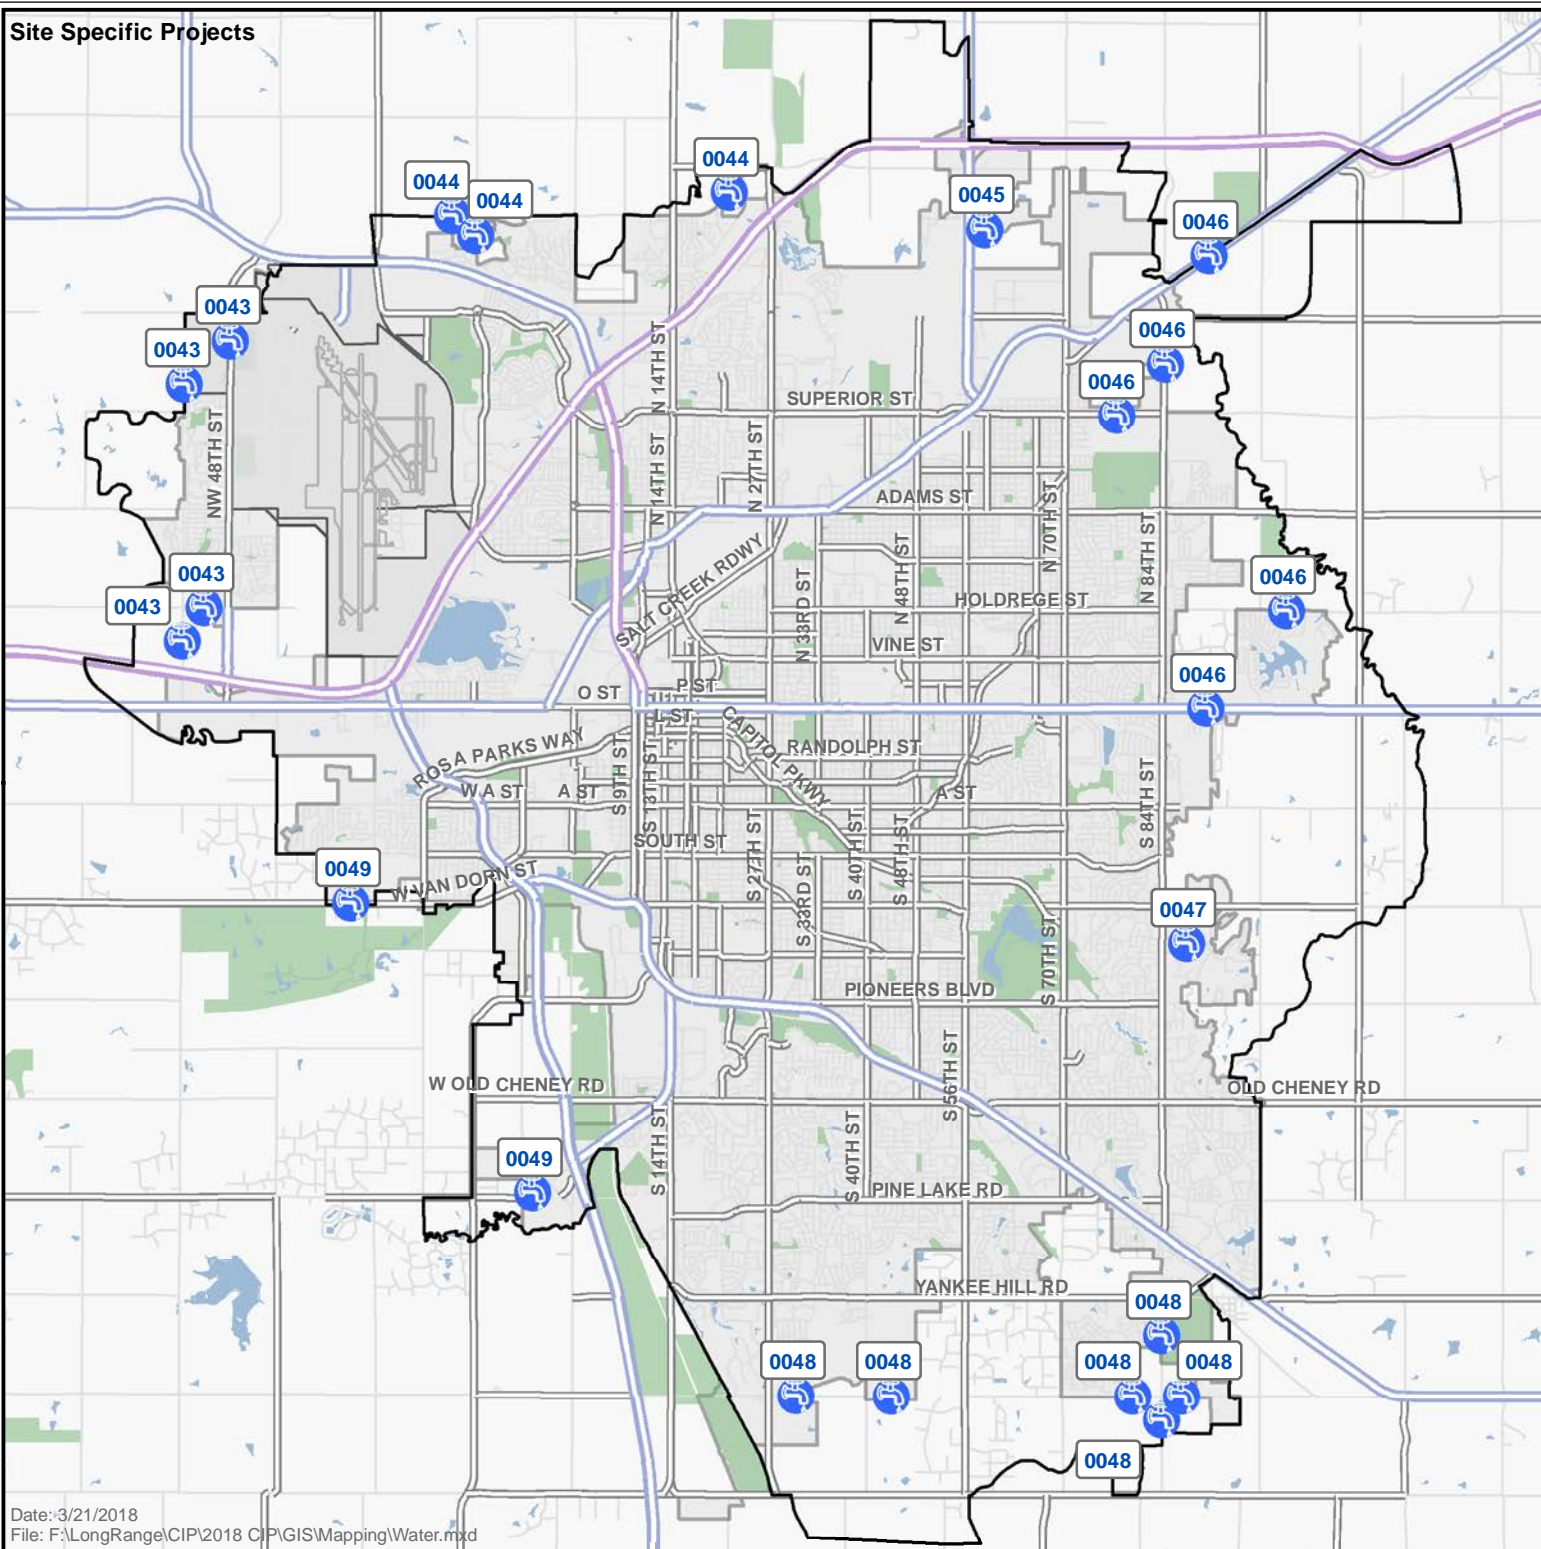 Site Specific Projects
0044
0044
0044
0045
0046
0043
0043
0046
0046
N 14TH ST
SUPERIOR ST
NW 48TH ST
N 14TH ST
N 27TH ST
ADAMS ST
N 70TH ST
N 84TH ST
SALT CREEK RDWY
N 48TH ST
N 33RD ST
0043
0043
0046
HOLDREGE ST
VINE ST
0046
O ST
P ST
L ST
CAPITOL PKWY
RANDOLPH ST
ROSA PARKS WAY
S 9TH ST
S 13TH ST
W A ST
A ST
A ST
S 84TH ST
SOUTH ST
S 27TH ST
S 33RD ST
S 40TH ST
S 48TH ST
0049
W VAN DORN ST
0047
S 70TH ST
PIONEERS BLVD
S 56TH ST
W OLD CHENEY RD
OLD CHENEY RD
S 14TH ST
S 40TH ST
0049
PINE LAKE RD
YANKEE HILL RD
0048
0048
0048
0048
0048
0048
Date: 3/21/2018
File: F:\LongRange\CIP\2018 CIP\GIS\Mapping\Water.mxd